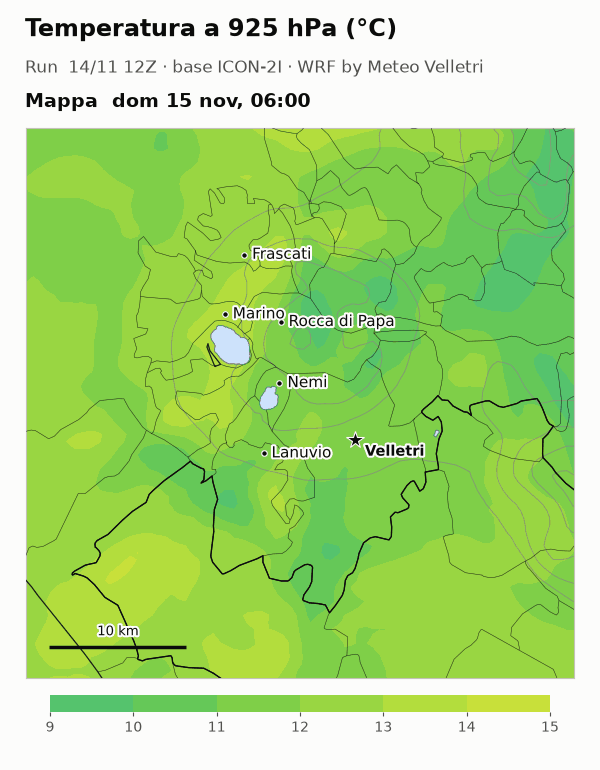 Temperatura a 925 hPa (°C)
Run  14/11 12Z · base ICON-2I · WRF by Meteo Velletri
Mappa  dom 15 nov, 06:00
Frascati
Marino
Rocca di Papa
Nemi
Velletri
Lanuvio
10 km
9 10 11 12 13 14 15